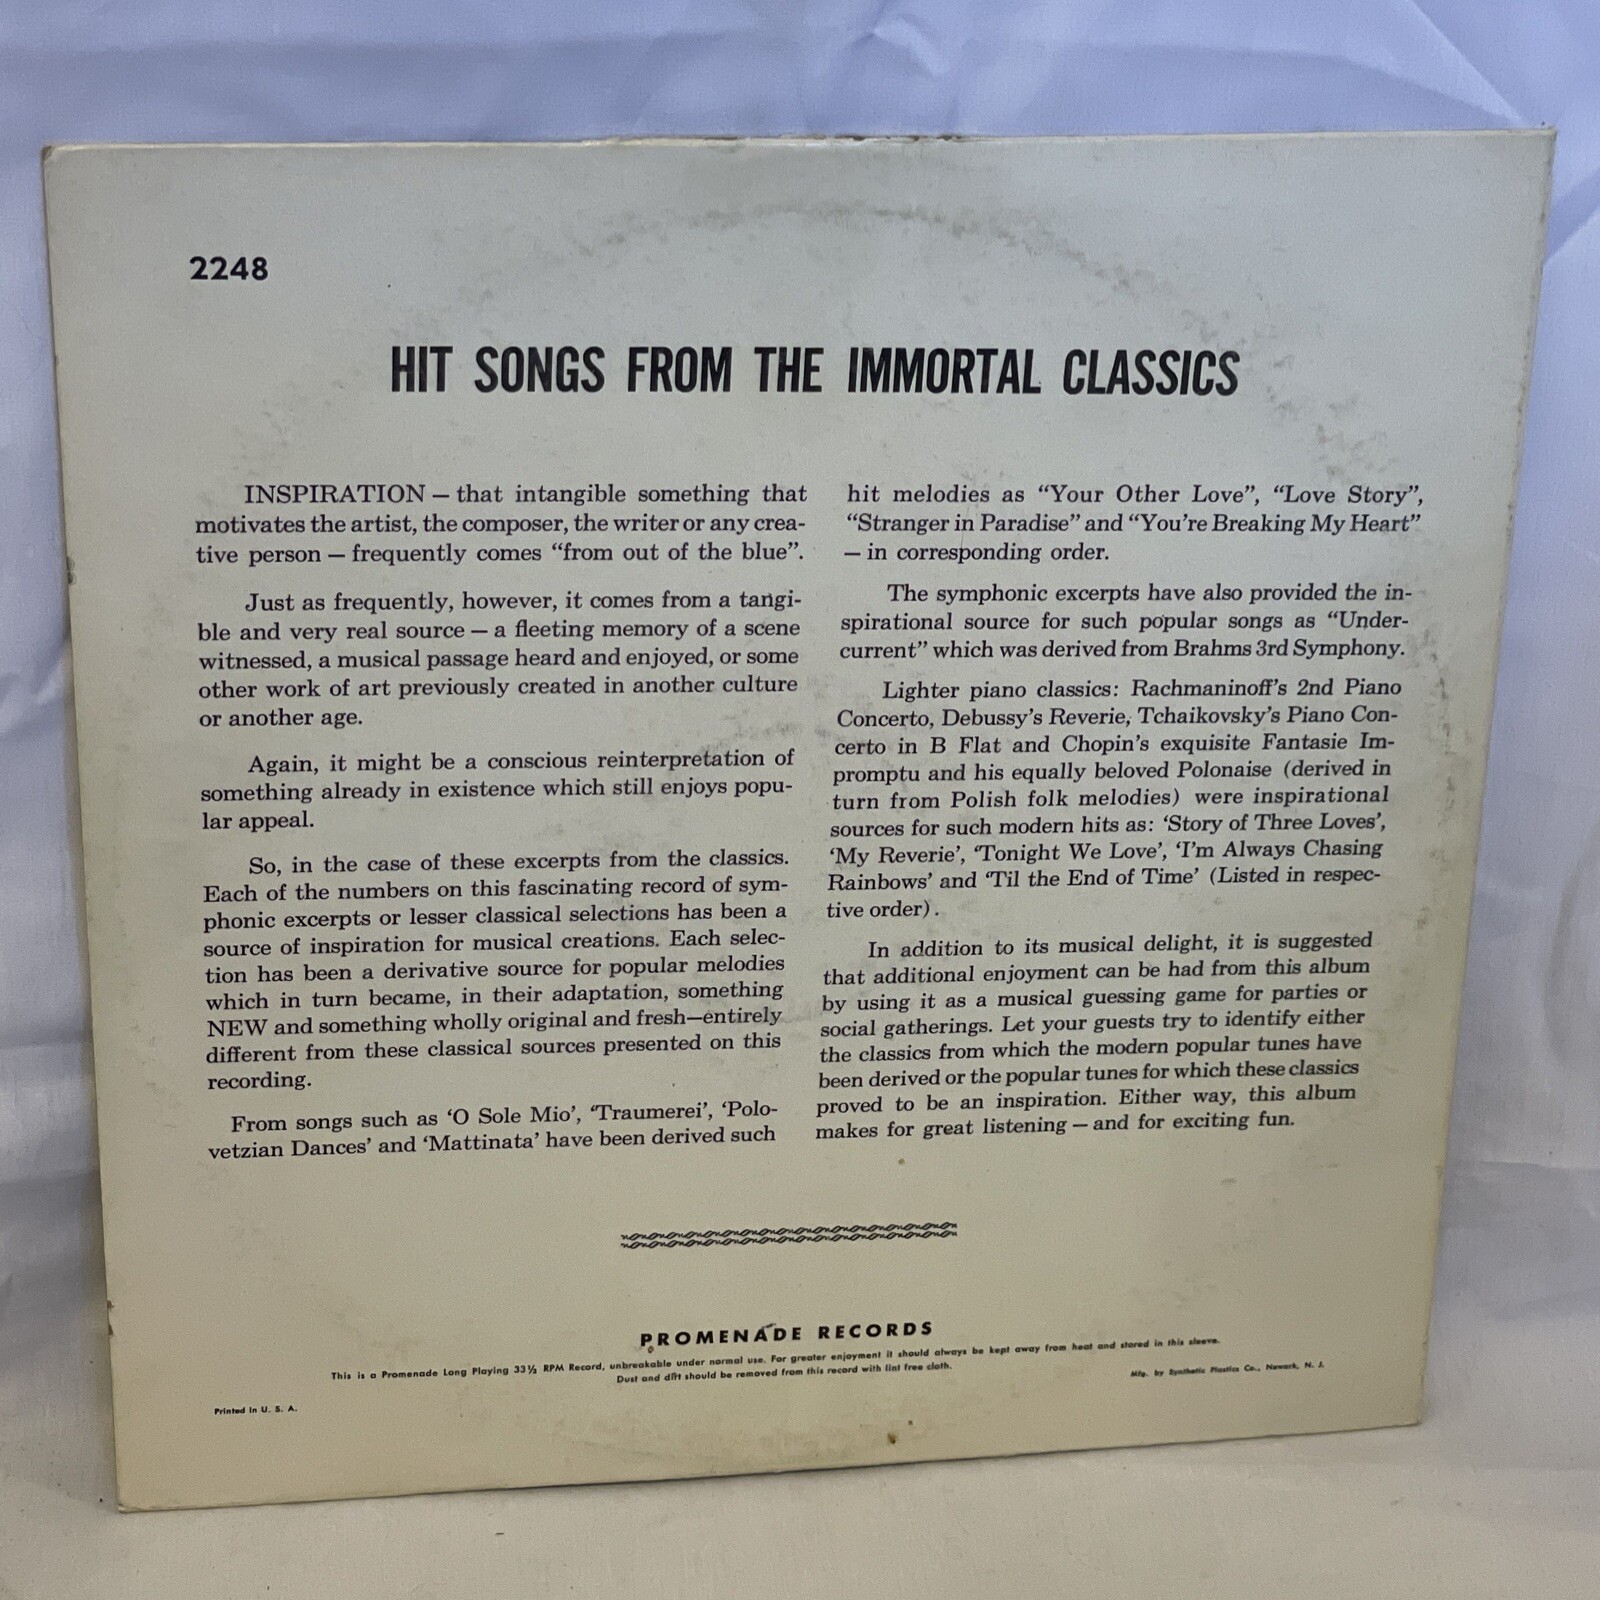 2248
HIT SONGS FROM THE IMMORTAL CLASSICS
INSPIRATION — that intangible something that
motivates the artist, the composer, the writer or any crea-
tive person — frequently comes “from out of the blue”.
Just as frequently, however, it comes from a tangi-
ble and very real source — a fleeting memory of a scene
witnessed, a musical passage heard and enjoyed, or some
other work of art previously created in another culture
or another age.
Again, it might be a conscious reinterpretation of
something already in existence which still enjoys popu-
lar appeal.
So, in the case of these excerpts from the classics.
Each of the numbers on this fascinating record of sym-
phonic excerpts or lesser classical selections has been a
source of inspiration for musical creations. Each selec-
tion has been a derivative source for popular melodies
which in turn became, in their adaptation, something
NEW and something wholly original and fresh—entirely
different from these classical sources presented on this
recording.
From songs such as ‘O Sole Mio’, ‘Traumerei’, ‘Polo-
vetzian Dances’ and ‘Mattinata’ have been derived such
hit melodies as “Your Other Love”, “Love Story”,
“Stranger in Paradise” and “You’re Breaking My Heart”
— in corresponding order.
The symphonic excerpts have also provided the in-
spirational source for such popular songs as “Under-
current” which was derived from Brahms 3rd Symphony.
Lighter piano classics: Rachmaninoff’s 2nd Piano
Concerto, Debussy’s Reverie, Tchaikovsky’s Piano Con-
certo in B Flat and Chopin’s exquisite Fantasie Im-
promptu and his equally beloved Polonaise (derived in
turn from Polish folk melodies) were inspirational
sources for such modern hits as: ‘Story of Three Loves’,
‘My Reverie’, ‘Tonight We Love’, ‘I’m Always Chasing
Rainbows’ and ‘Til the End of Time’ (Listed in respec-
tive order).
In addition to its musical delight, it is suggested
that additional enjoyment can be had from this album
by using it as a musical guessing game for parties or
social gatherings. Let your guests try to identify either
the classics from which the modern popular tunes have
been derived or the popular tunes for which these classics
proved to be an inspiration. Either way, this album
makes for great listening — and for exciting fun.
PROMENADE RECORDS
This is a Promenade Long Playing 33⅓ RPM Record, unbreakable under normal use. For greater enjoyment it should always be kept away from heat and stored in this sleeve.
Dust and dirt should be removed from this record with lint free cloth.
Mfg. by Synthetic Plastics Co., Newark, N. J.
Printed in U. S. A.